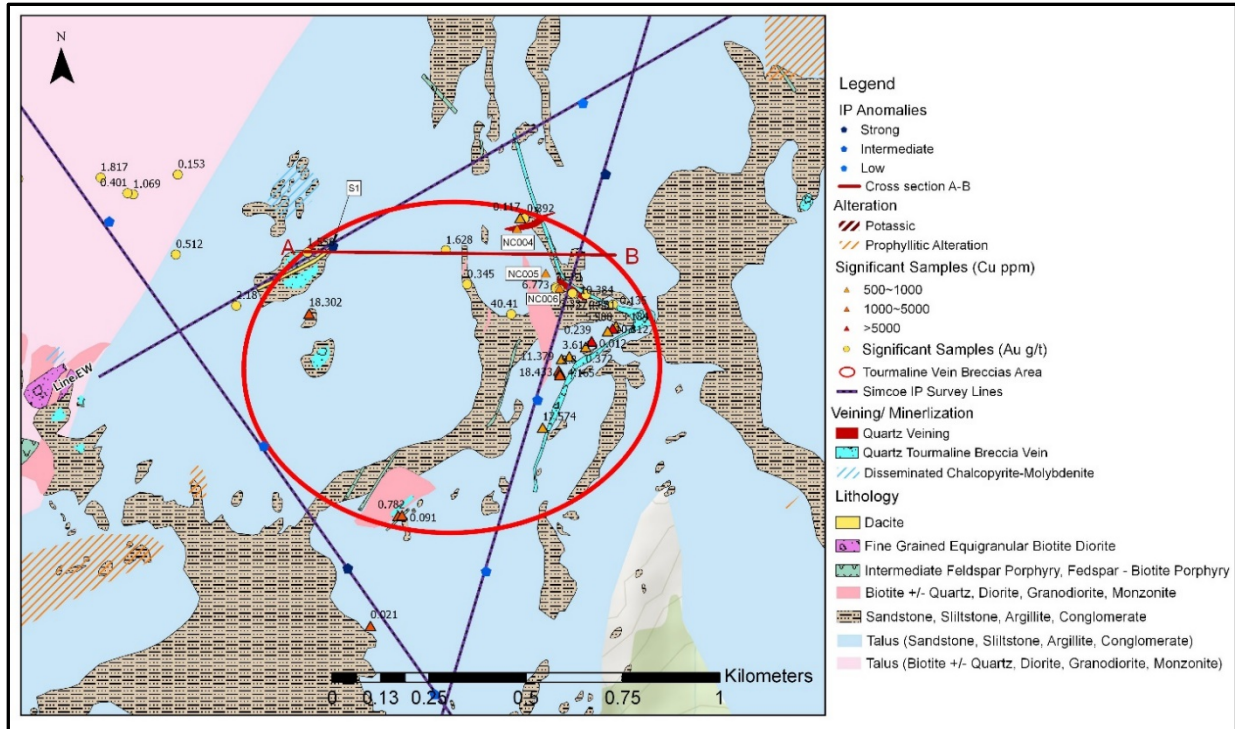 N
1.817
0.153
0.401 1.069
0.512
2.18
S1
A
1.628
B
0.117
0.392
NC004
NC005
6.773
NC006
0.345
40.41
18.302
0.239
0.012
11.379
0.372
18.433
17.574
Line EW
0.782
0.091
0.021
Kilometers
0 0.13 0.25 0.5 0.75 1
Legend
IP Anomalies
Strong
Intermediate
Low
Cross section A-B
Alteration
Potassic
Prophyllitic Alteration
Significant Samples (Cu ppm)
500~1000
1000~5000
>5000
Significant Samples (Au g/t)
Tourmaline Vein Breccias Area
Simcoe IP Survey Lines
Veining/ Minerlization
Quartz Veining
Quartz Tourmaline Breccia Vein
Disseminated Chalcopyrite-Molybdenite
Lithology
Dacite
Fine Grained Equigranular Biotite Diorite
Intermediate Feldspar Porphyry, Fedspar - Biotite Porphyry
Biotite +/- Quartz, Diorite, Granodiorite, Monzonite
Sandstone, Sliltstone, Argillite, Conglomerate
Talus (Sandstone, Sliltstone, Argillite, Conglomerate)
Talus (Biotite +/- Quartz, Diorite, Granodiorite, Monzonite)